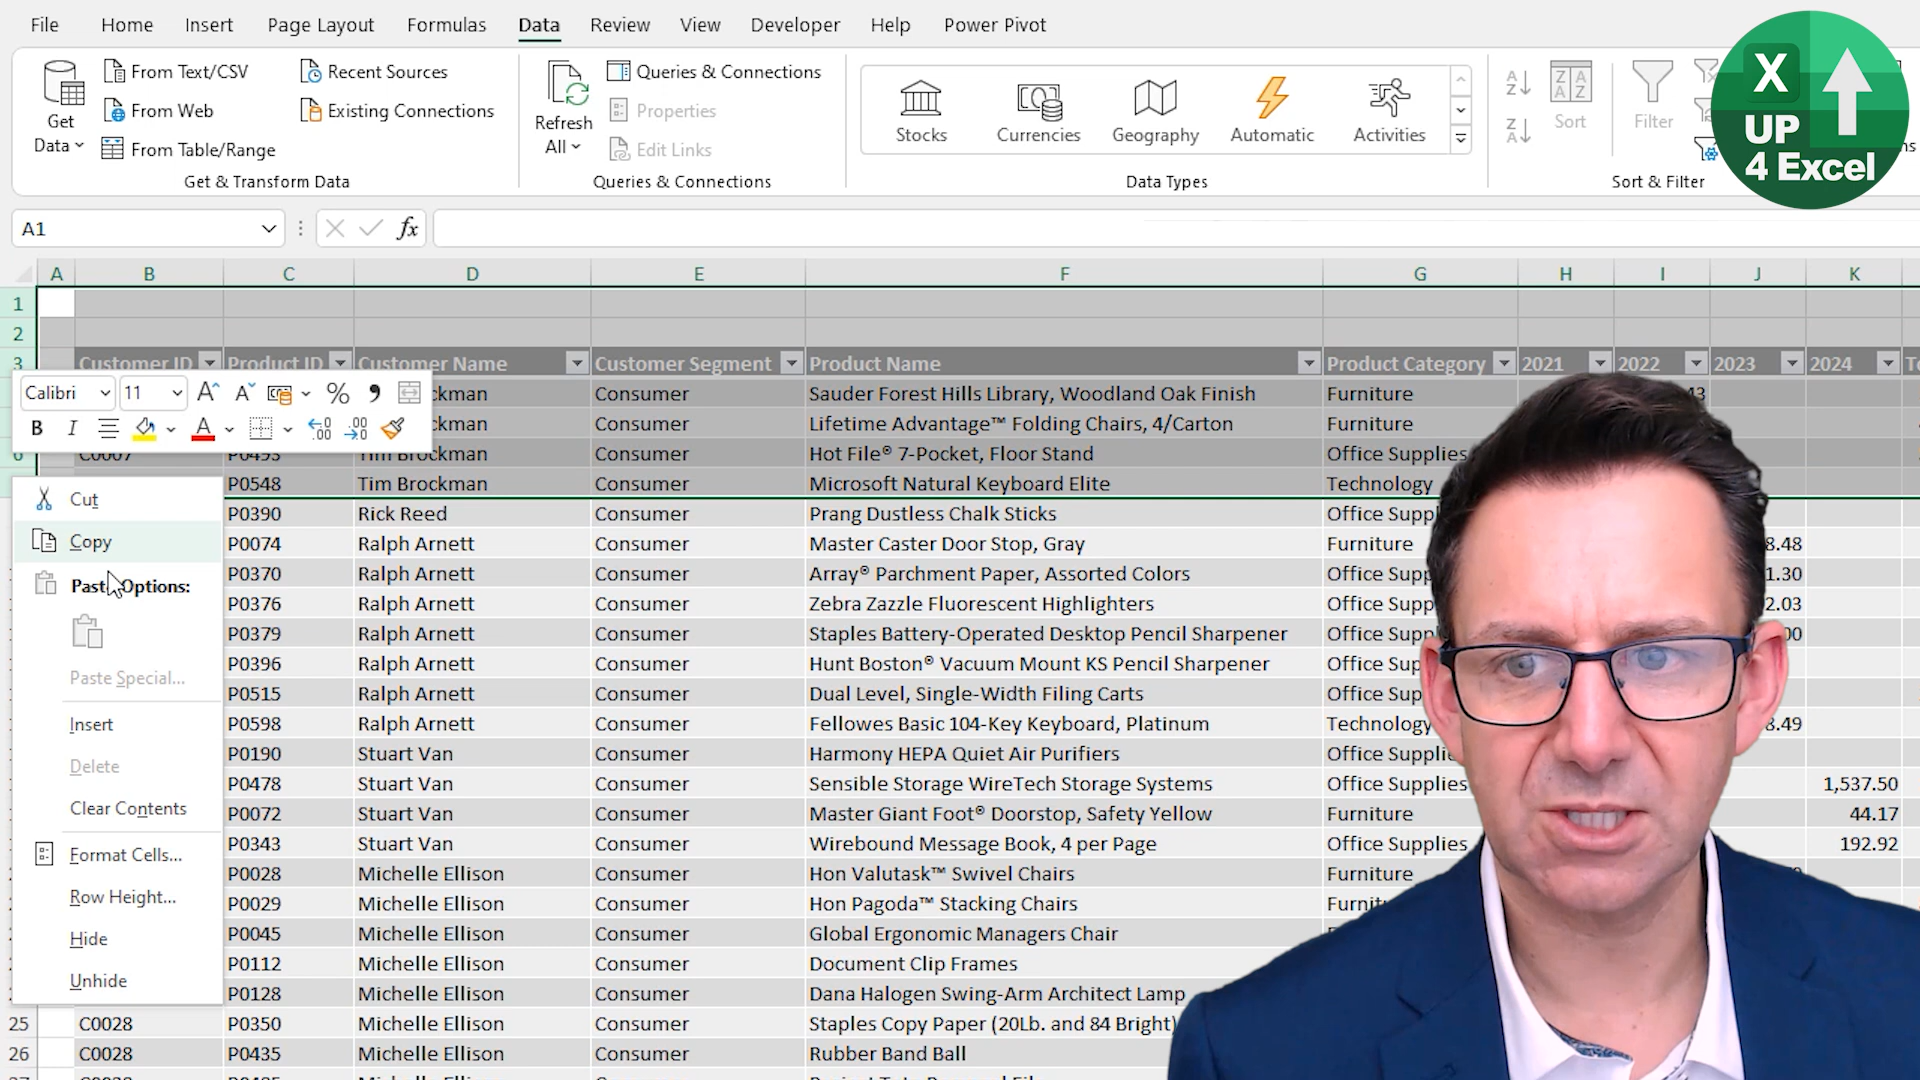 File Home Insert Page Layout Formulas Data Review View Developer Help Power Pivot
Get Data
From Text/CSV
From Web
From Table/Range
Recent Sources
Existing Connections
Get & Transform Data
Refresh All
Queries & Connections
Properties
Edit Links
Queries & Connections
Stocks Currencies Geography Automatic Activities
Data Types
Sort
Filter
Sort & Filter
X
UP
4 Excel
A1
fx
A B C D E F G H I J K
1
2
3 Customer ID Product ID Customer Name Customer Segment Product Name Product Category 2021 2022 2023 2024
Consumer Sauder Forest Hills Library, Woodland Oak Finish Furniture
Consumer Lifetime Advantage™ Folding Chairs, 4/Carton Furniture
6 C0007 P0493 Tim Brockman Consumer Hot File® 7-Pocket, Floor Stand Office Supplies
P0548 Tim Brockman Consumer Microsoft Natural Keyboard Elite Technology
P0390 Rick Reed Consumer Prang Dustless Chalk Sticks Office Supp
P0074 Ralph Arnett Consumer Master Caster Door Stop, Gray Furniture 8.48
P0370 Ralph Arnett Consumer Array® Parchment Paper, Assorted Colors Office Supp 1.30
P0376 Ralph Arnett Consumer Zebra Zazzle Fluorescent Highlighters Office Supp 2.03
P0379 Ralph Arnett Consumer Staples Battery-Operated Desktop Pencil Sharpener Office Supp 00
P0396 Ralph Arnett Consumer Hunt Boston® Vacuum Mount KS Pencil Sharpener Office Sup
P0515 Ralph Arnett Consumer Dual Level, Single-Width Filing Carts Office Sup
P0598 Ralph Arnett Consumer Fellowes Basic 104-Key Keyboard, Platinum Technology 8.49
P0190 Stuart Van Consumer Harmony HEPA Quiet Air Purifiers Office Supplie
P0478 Stuart Van Consumer Sensible Storage WireTech Storage Systems Office Supplies 1,537.50
P0072 Stuart Van Consumer Master Giant Foot® Doorstop, Safety Yellow Furniture 44.17
P0343 Stuart Van Consumer Wirebound Message Book, 4 per Page Office Supplies 192.92
P0028 Michelle Ellison Consumer Hon Valutask™ Swivel Chairs Furniture
P0029 Michelle Ellison Consumer Hon Pagoda™ Stacking Chairs
P0045 Michelle Ellison Consumer Global Ergonomic Managers Chair
P0112 Michelle Ellison Consumer Document Clip Frames
P0128 Michelle Ellison Consumer Dana Halogen Swing-Arm Architect Lamp
25 C0028 P0350 Michelle Ellison Consumer Staples Copy Paper (20Lb. and 84 Bright)
26 C0028 P0435 Michelle Ellison Consumer Rubber Band Ball
Calibri 11 A A %
B I A
Cut
Copy
Paste Options:
Paste Special...
Insert
Delete
Clear Contents
Format Cells...
Row Height...
Hide
Unhide